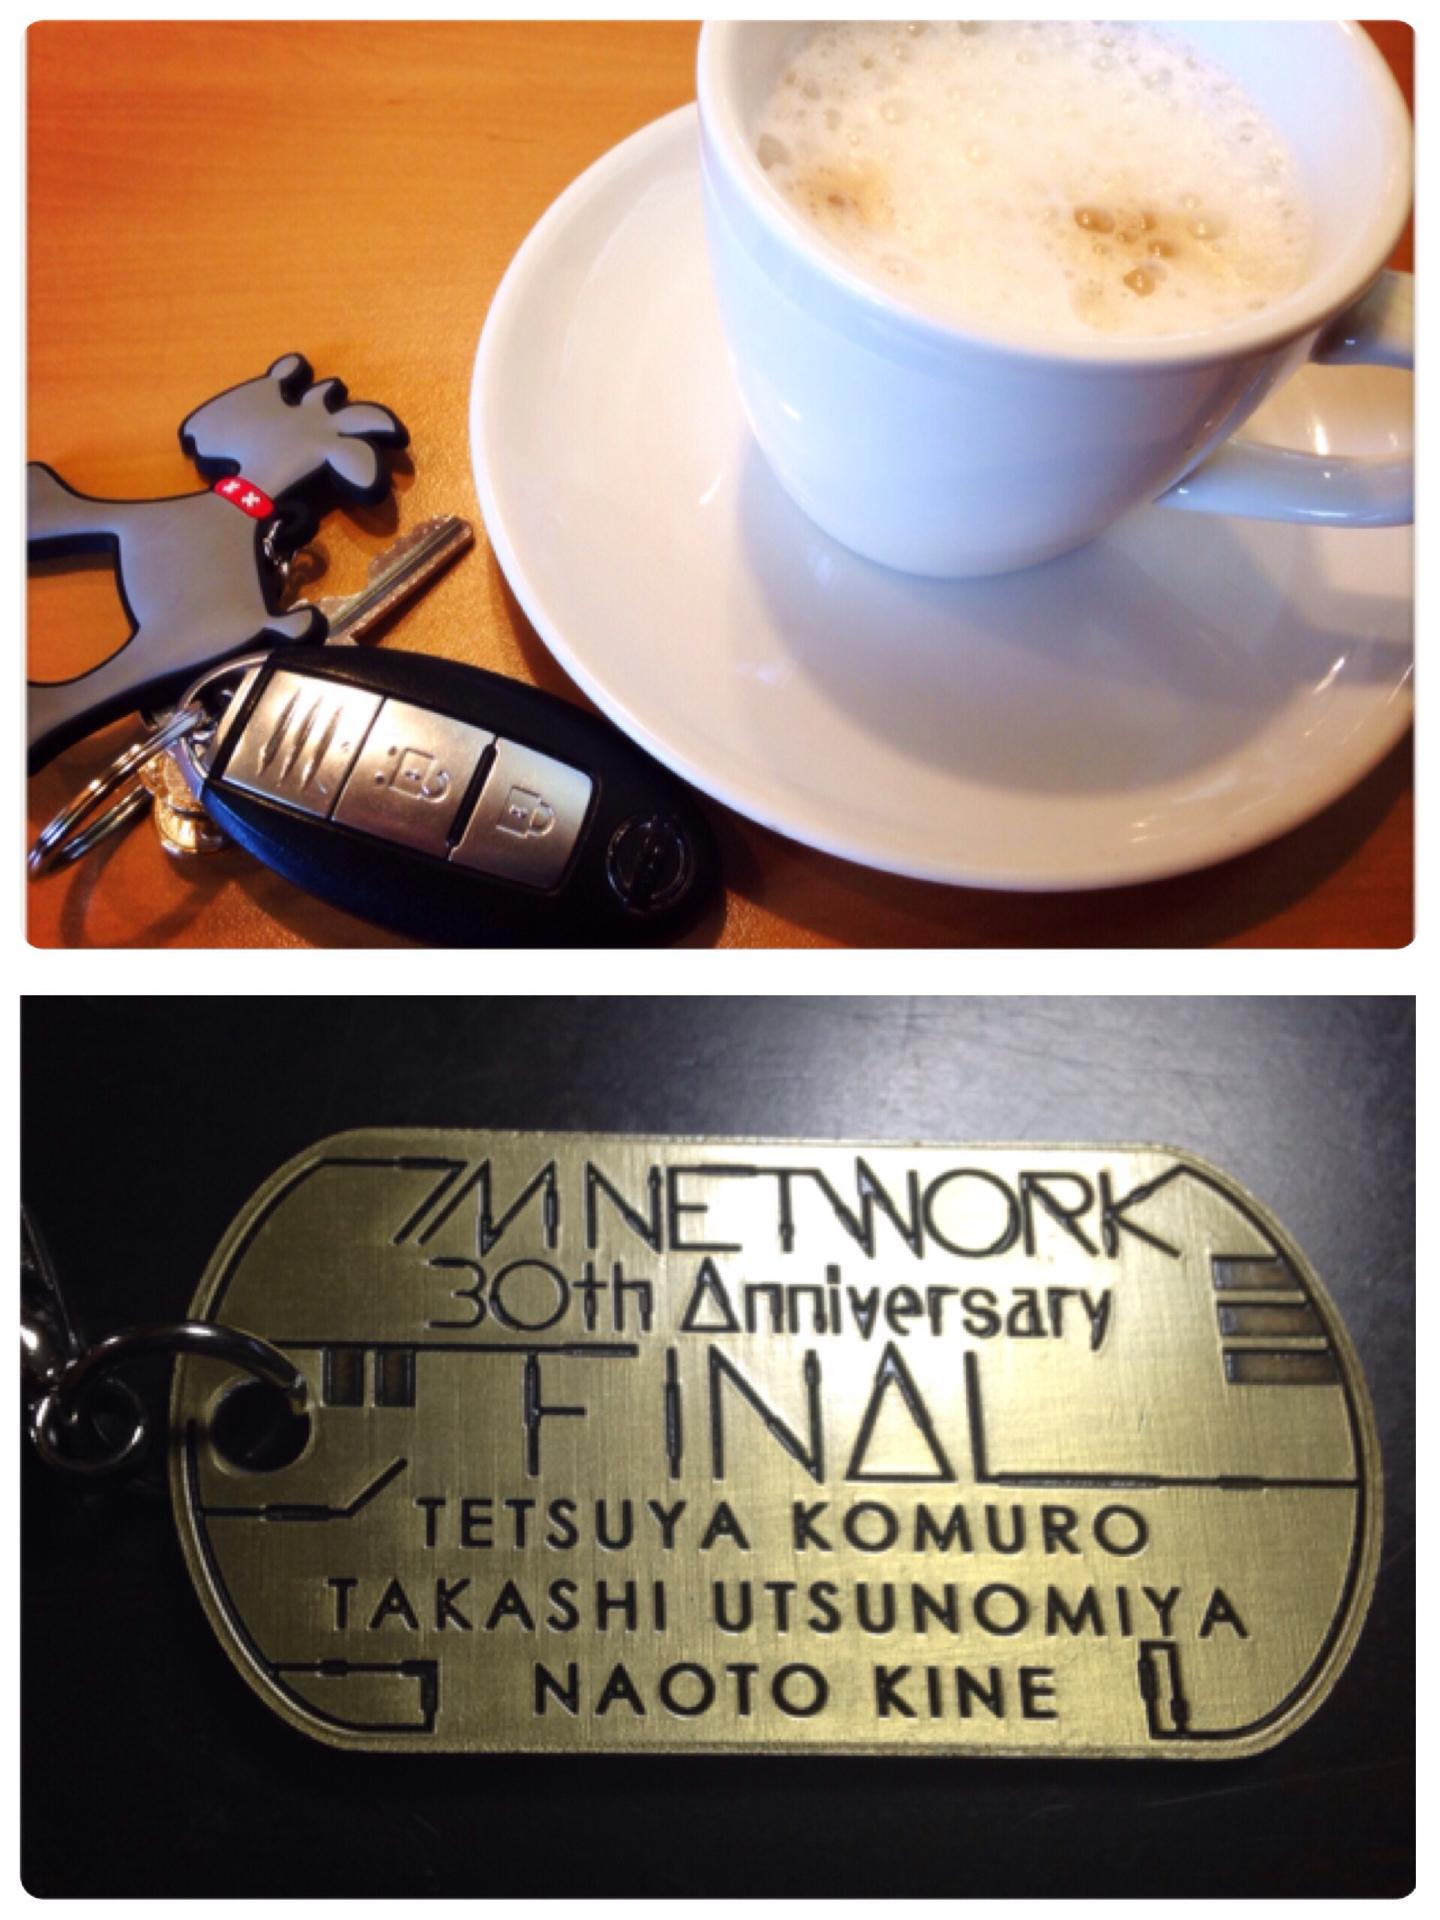 TM NETWORK
30th Anniversary
FINAL
TETSUYA KOMURO
TAKASHI UTSUNOMIYA
NAOTO KINE